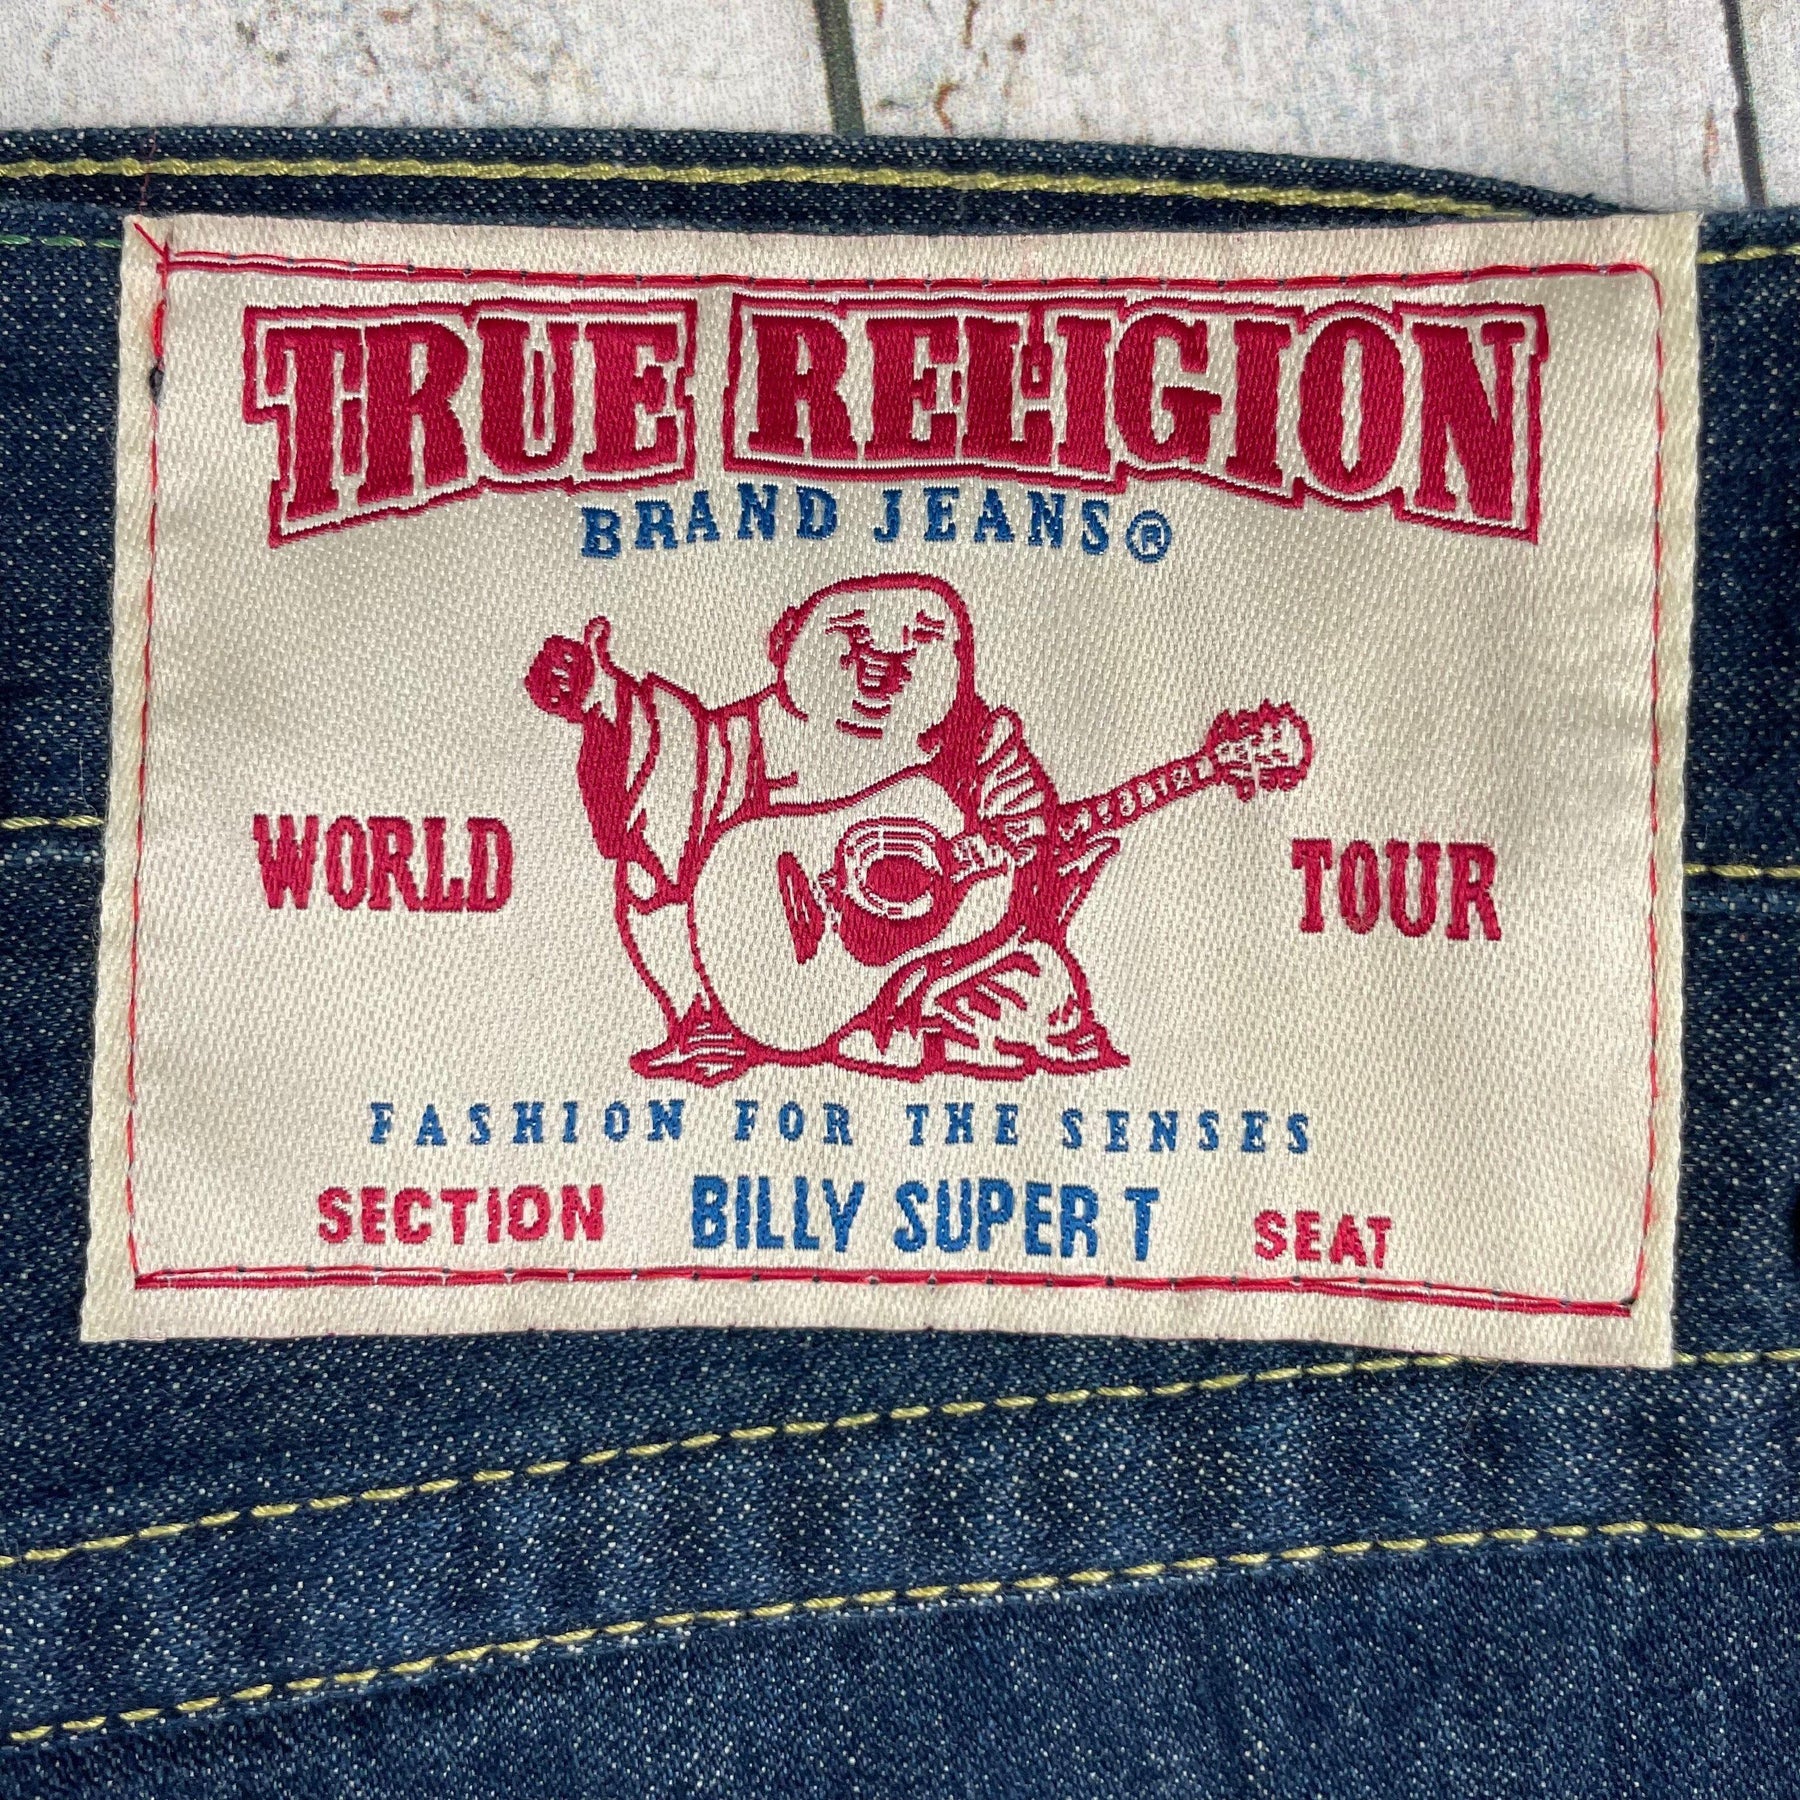 TRUE RELIGION
BRAND JEANS®
WORLD TOUR
FASHION FOR THE SENSES
SECTION BILLY SUPER T SEAT